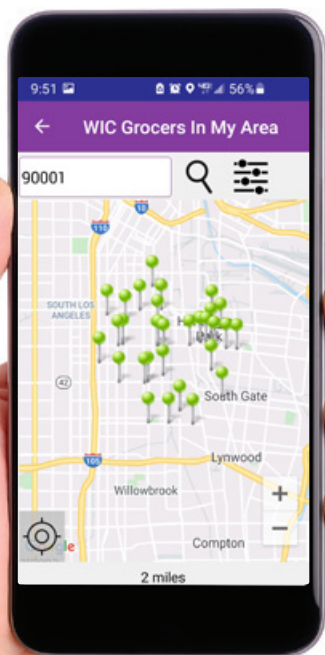 9:51 56%
WIC Grocers In My Area
90001
110
SOUTH LOS
ANGELES
Park
42
South Gate
105
Lynwood
Willowbrook
+
−
Compton
2 miles